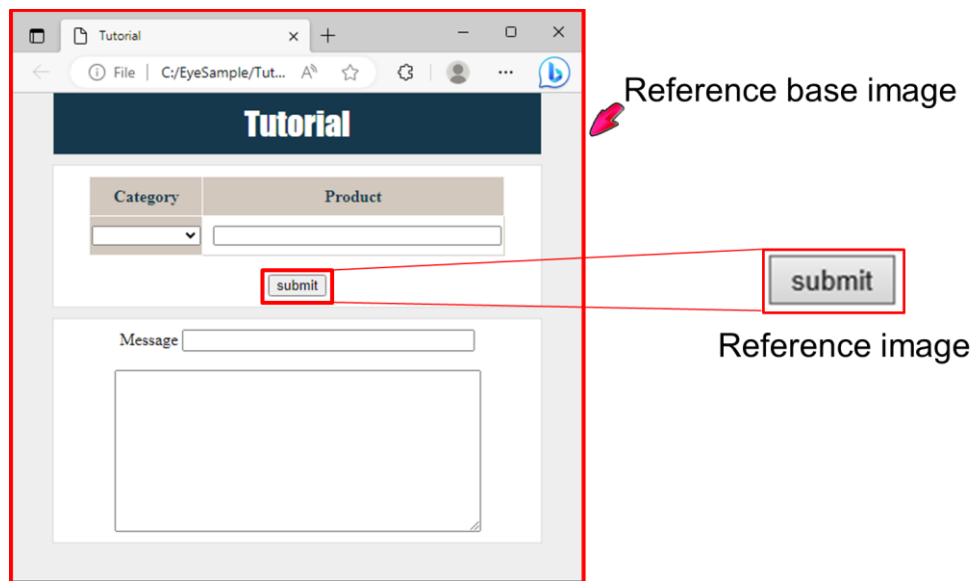 Tutorial
File | C:/EyeSample/Tut...
Tutorial
Category Product
submit
Message
Reference base image
submit
Reference image